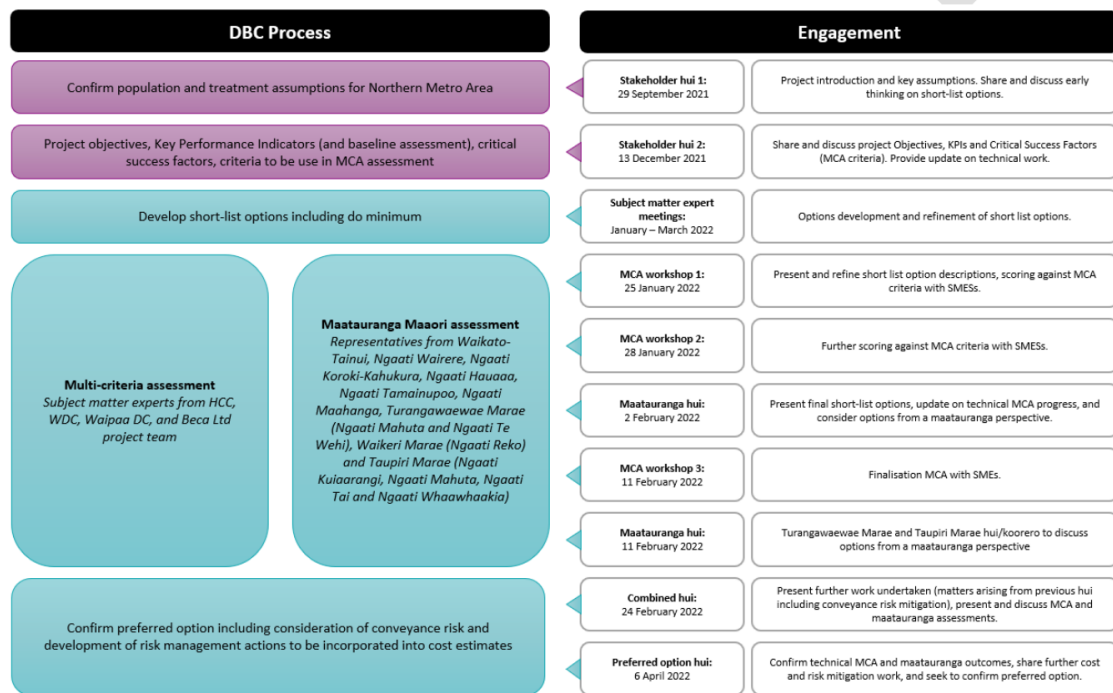 DBC Process
Confirm population and treatment assumptions for Northern Metro Area
Project objectives, Key Performance Indicators (and baseline assessment), critical
success factors, criteria to be use in MCA assessment
Develop short-list options including do minimum
Multi-criteria assessment
Subject matter experts from HCC,
WDC, Waipaa DC, and Beca Ltd
project team
Maatauranga Maaori assessment
Representatives from Waikato-
Tainui, Ngaati Wairere, Ngaati
Koroki-Kahukura, Ngaati Hauaaa,
Ngaati Tamainupoo, Ngaati
Maahanga, Turangawaewae Marae
(Ngaati Mahuta and Ngaati Te
Wehi), Waikeri Marae (Ngaati Reko)
and Taupiri Marae (Ngaati
Kuiaarangi, Ngaati Mahuta, Ngaati
Tai and Ngaati Whaawhaakia)
Confirm preferred option including consideration of conveyance risk and
development of risk management actions to be incorporated into cost estimates
Engagement
Stakeholder hui 1:
29 September 2021
Project introduction and key assumptions. Share and discuss early
thinking on short-list options.
Stakeholder hui 2:
13 December 2021
Share and discuss project Objectives, KPIs and Critical Success Factors
(MCA criteria). Provide update on technical work.
Subject matter expert
meetings:
January – March 2022
Options development and refinement of short list options.
MCA workshop 1:
25 January 2022
Present and refine short list option descriptions, scoring against MCA
criteria with SMESs.
MCA workshop 2:
28 January 2022
Further scoring against MCA criteria with SMESs.
Maatauranga hui:
2 February 2022
Present final short-list options, update on technical MCA progress, and
consider options from a maatauranga perspective.
MCA workshop 3:
11 February 2022
Finalisation MCA with SMEs.
Maatauranga hui:
11 February 2022
Turangawaewae Marae and Taupiri Marae hui/koorero to discuss
options from a maatauranga perspective
Combined hui:
24 February 2022
Present further work undertaken (matters arising from previous hui
including conveyance risk mitigation), present and discuss MCA and
maatauranga assessments.
Preferred option hui:
6 April 2022
Confirm technical MCA and maatauranga outcomes, share further cost
and risk mitigation work, and seek to confirm preferred option.